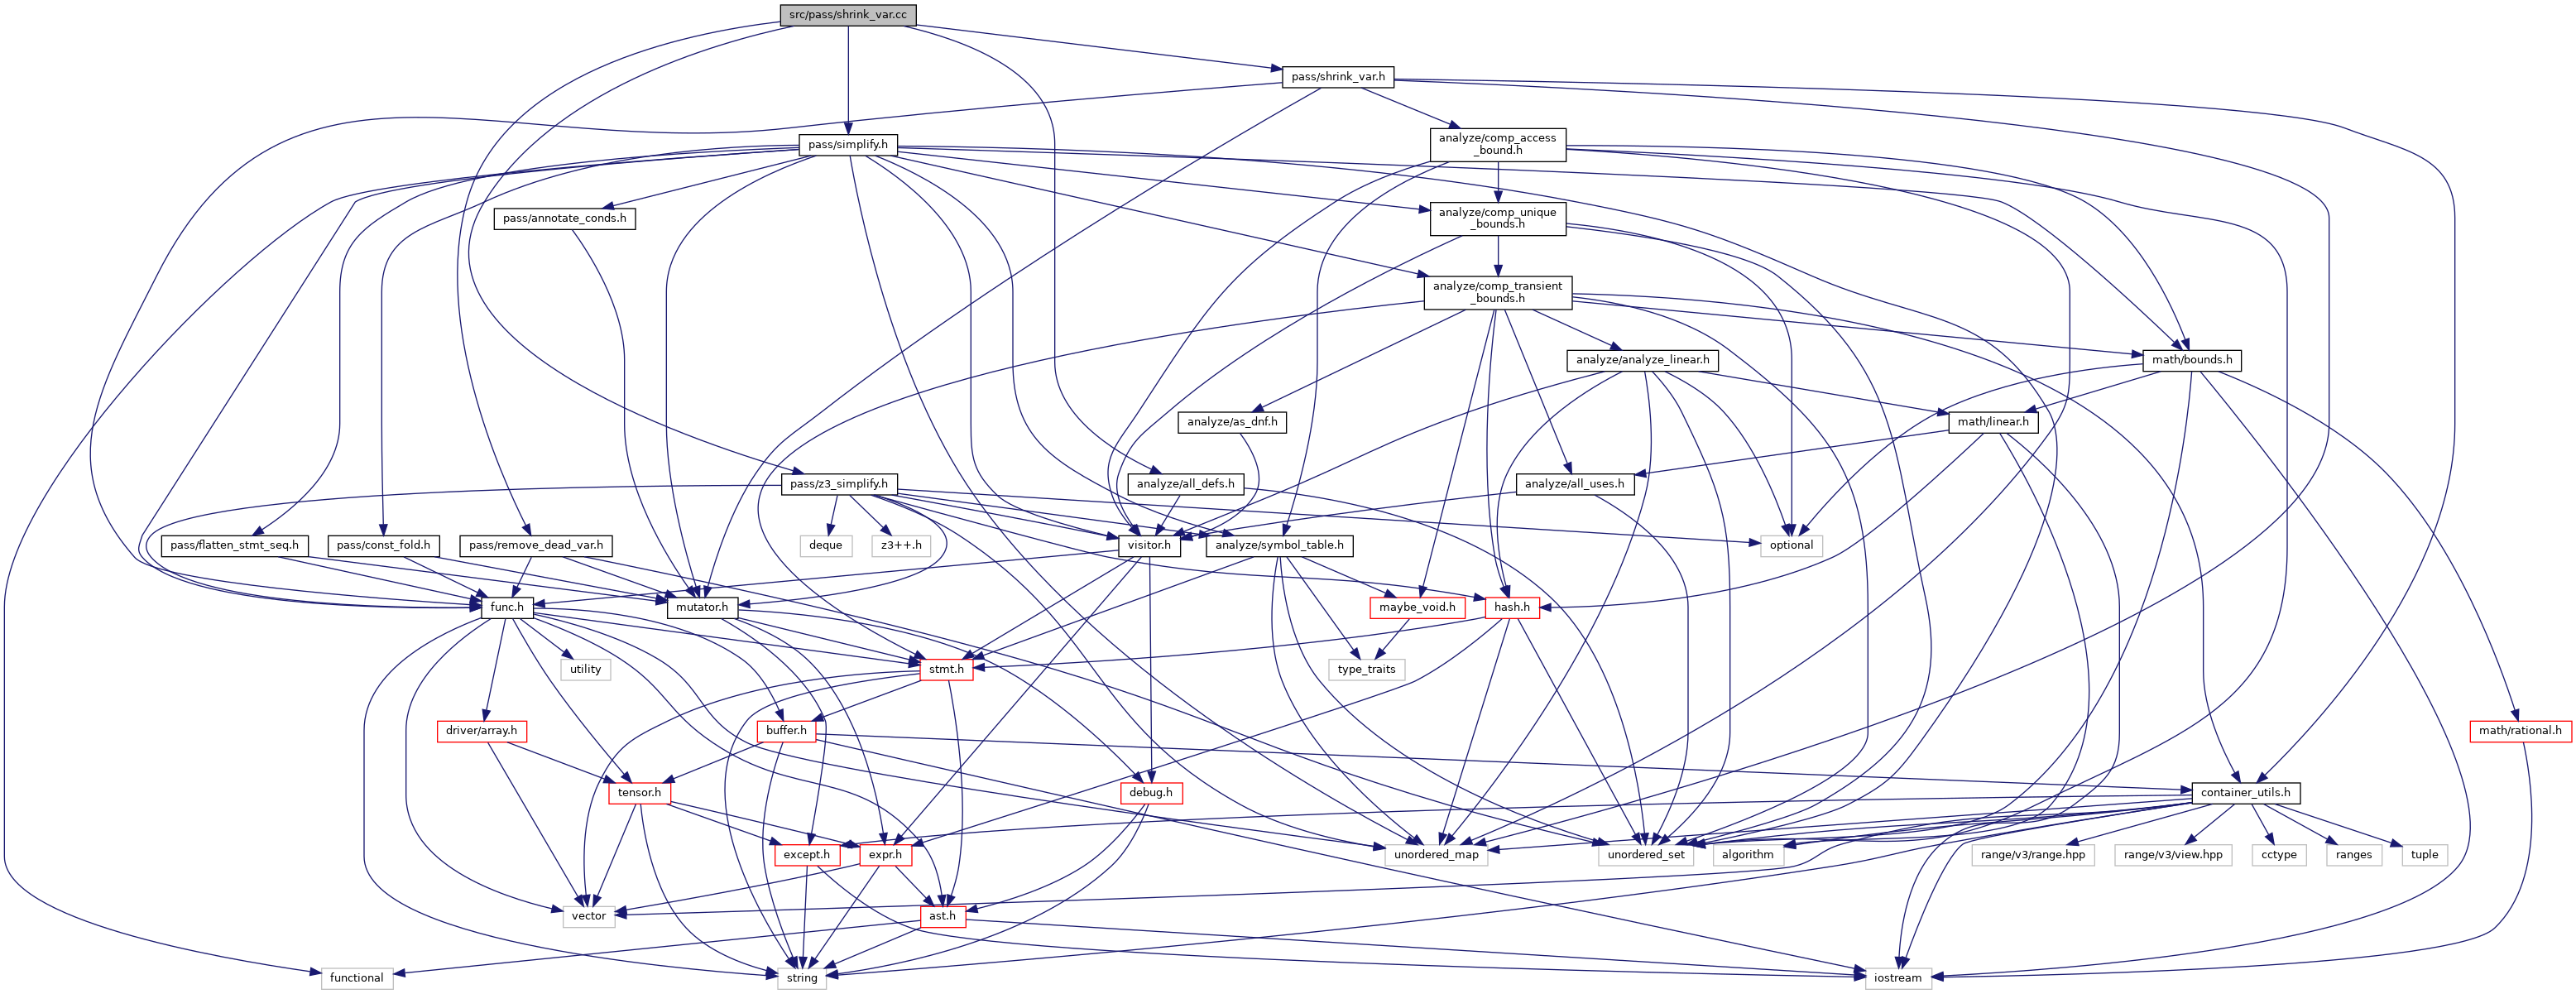 src/pass/shrink_var.cc
pass/shrink_var.h
pass/simplify.h
analyze/comp_access
_bound.h
pass/annotate_conds.h
analyze/comp_unique
_bounds.h
analyze/comp_transient
_bounds.h
analyze/analyze_linear.h
math/bounds.h
analyze/as_dnf.h
math/linear.h
pass/z3_simplify.h
analyze/all_defs.h
analyze/all_uses.h
pass/flatten_stmt_seq.h
pass/const_fold.h
pass/remove_dead_var.h
deque
z3++.h
visitor.h
analyze/symbol_table.h
optional
func.h
mutator.h
maybe_void.h
hash.h
utility
stmt.h
type_traits
driver/array.h
buffer.h
math/rational.h
tensor.h
debug.h
container_utils.h
except.h
expr.h
unordered_map
unordered_set
algorithm
range/v3/range.hpp
range/v3/view.hpp
cctype
ranges
tuple
vector
ast.h
functional
string
iostream